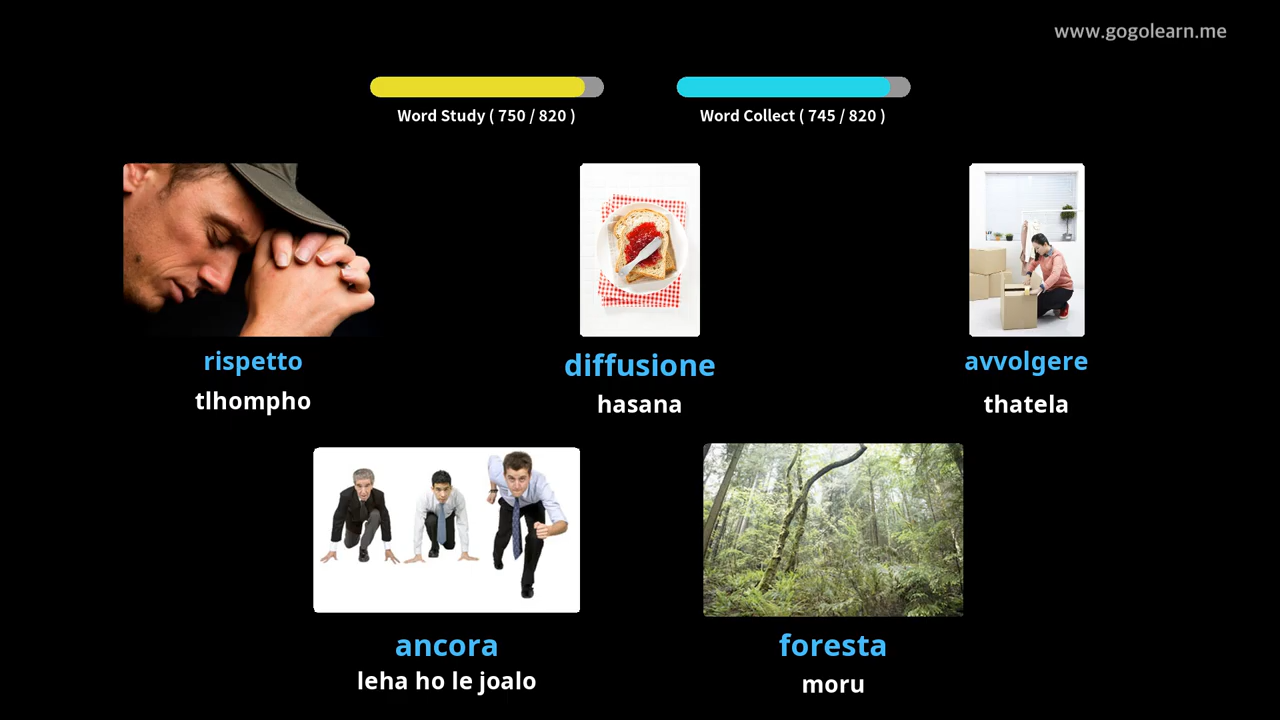 www.gogolearn.me
Word Study ( 750 / 820 )
Word Collect ( 745 / 820 )
rispetto
tlhompho
diffusione
hasana
avvolgere
thatela
ancora
leha ho le joalo
foresta
moru